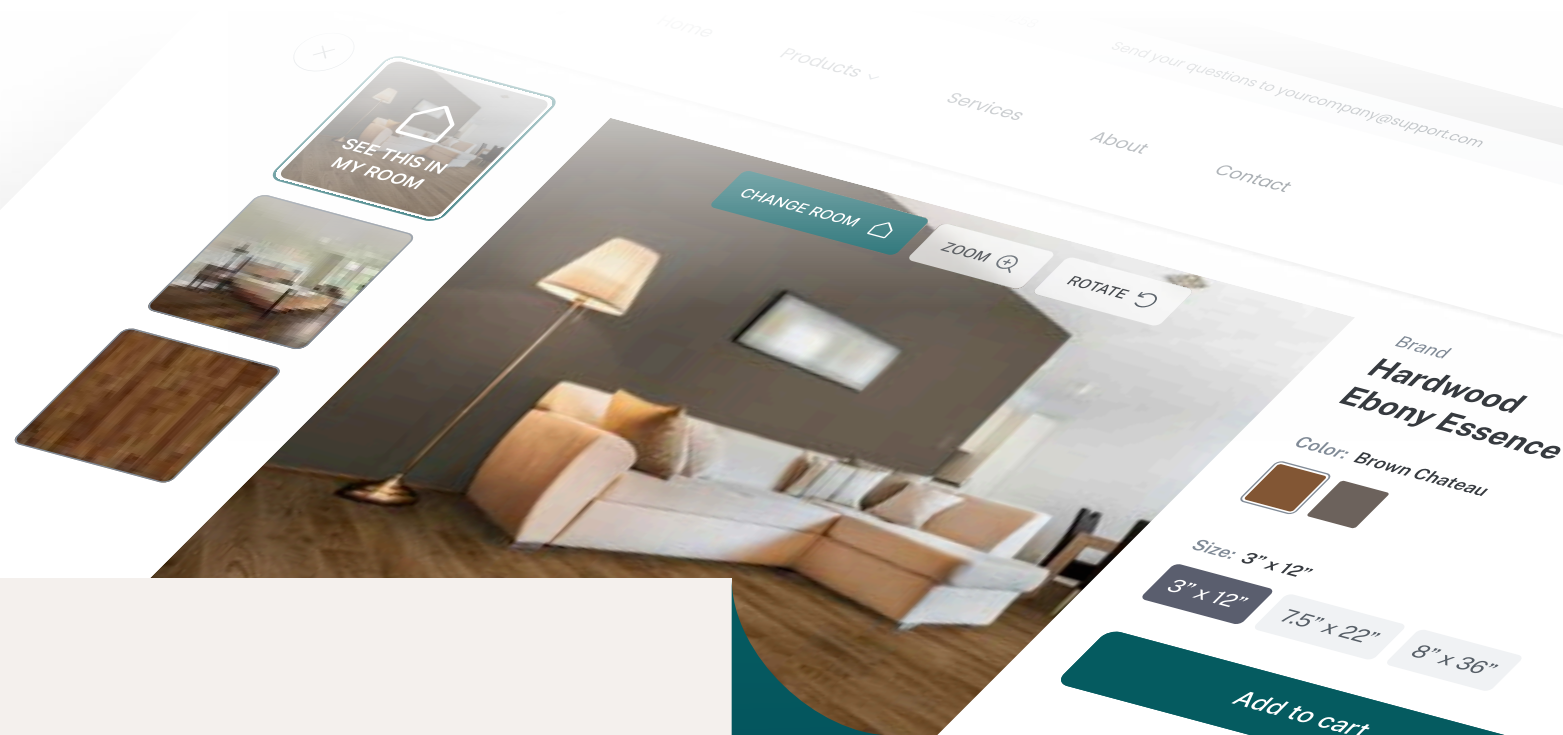 Home
Send your questions to yourcompany@support.com
Products
Services
About
Contact
SEE THIS IN
MY ROOM
CHANGE ROOM
ZOOM
ROTATE
Brand
Hardwood
Ebony Essence
Color: Brown Chateau
Size: 3” x 12”
3” x 12”
7.5” x 22”
8” x 36”
Add to cart